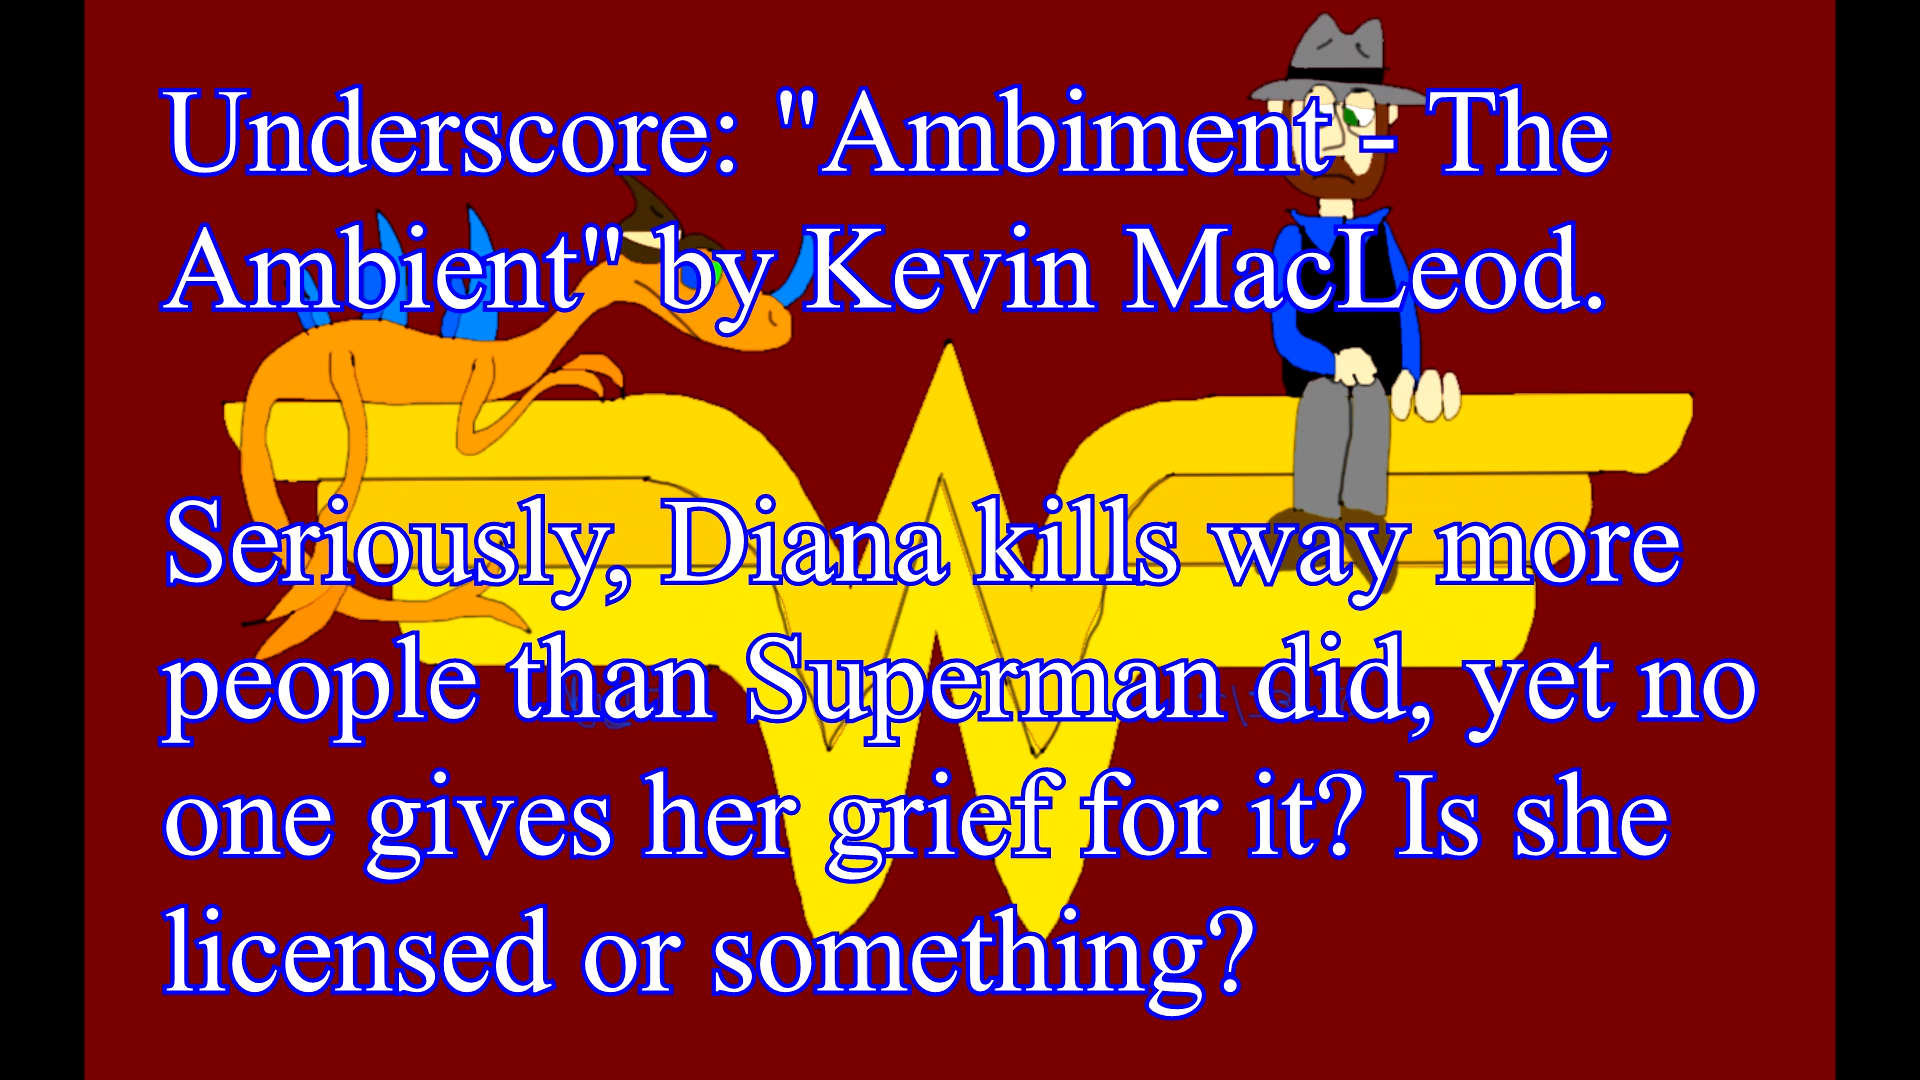 Underscore: "Ambiment - The
Ambient" by Kevin MacLeod.
Seriously, Diana kills way more
people than Superman did, yet no
one gives her grief for it? Is she
licensed or something?